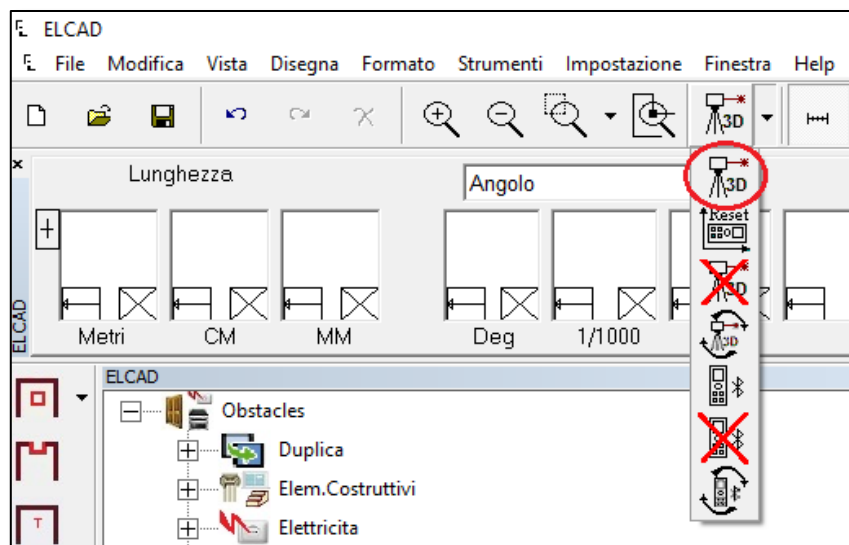 ELCAD
File Modifica Vista Disegna Formato Strumenti Impostazione Finestra Help
3D
Lunghezza
Angolo
3D
Reset
3D
3D
Metri CM MM Deg 1/1000
ELCAD
ELCAD
Obstacles
Duplica
Elem.Costruttivi
Elettricita
T